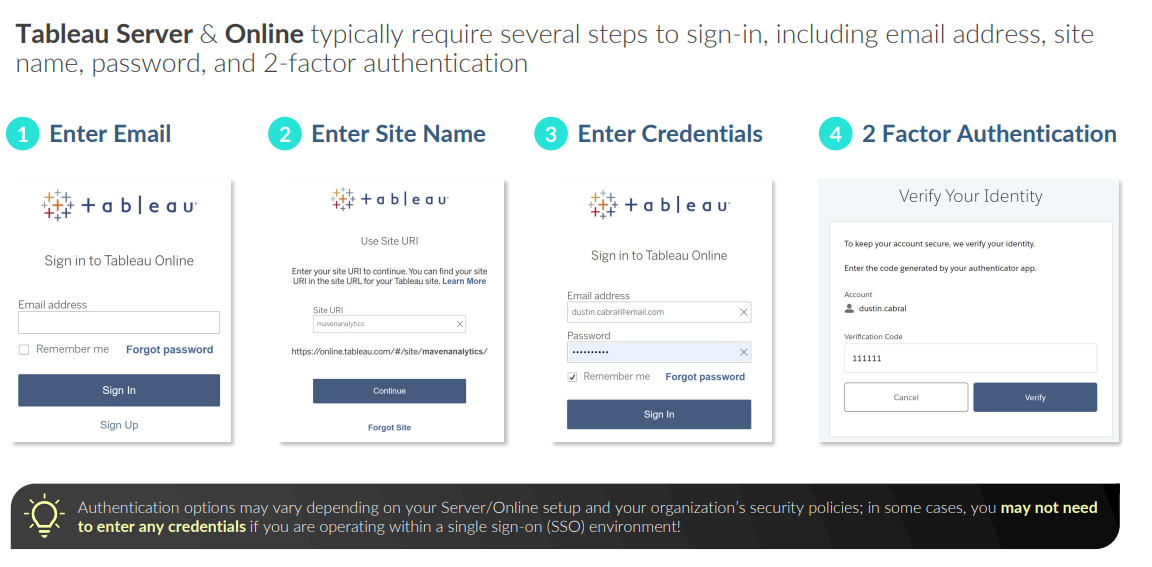 Tableau Server & Online typically require several steps to sign-in, including email address, site
name, password, and 2-factor authentication
1 Enter Email
+ableau
Sign in to Tableau Online
Email address
Remember me Forgot password
Sign In
Sign Up
2 Enter Site Name
+ableau
Use Site URI
Enter your site URI to continue. You can find your site
URI in the site URL for your Tableau site. Learn More
Site URI
mavenanalytics
https://online.tableau.com/#/site/mavenanalytics/
Continue
Forgot Site
3 Enter Credentials
+ableau
Sign in to Tableau Online
Email address
dustin.cabral@email.com
Password
••••••••••
Remember me Forgot password
Sign In
4 2 Factor Authentication
Verify Your Identity
To keep your account secure, we verify your identity.
Enter the code generated by your authenticator app.
Account
dustin.cabral
Verification Code
111111
Cancel Verify
Authentication options may vary depending on your Server/Online setup and your organization's security policies; in some cases, you may not need
to enter any credentials if you are operating within a single sign-on (SSO) environment!